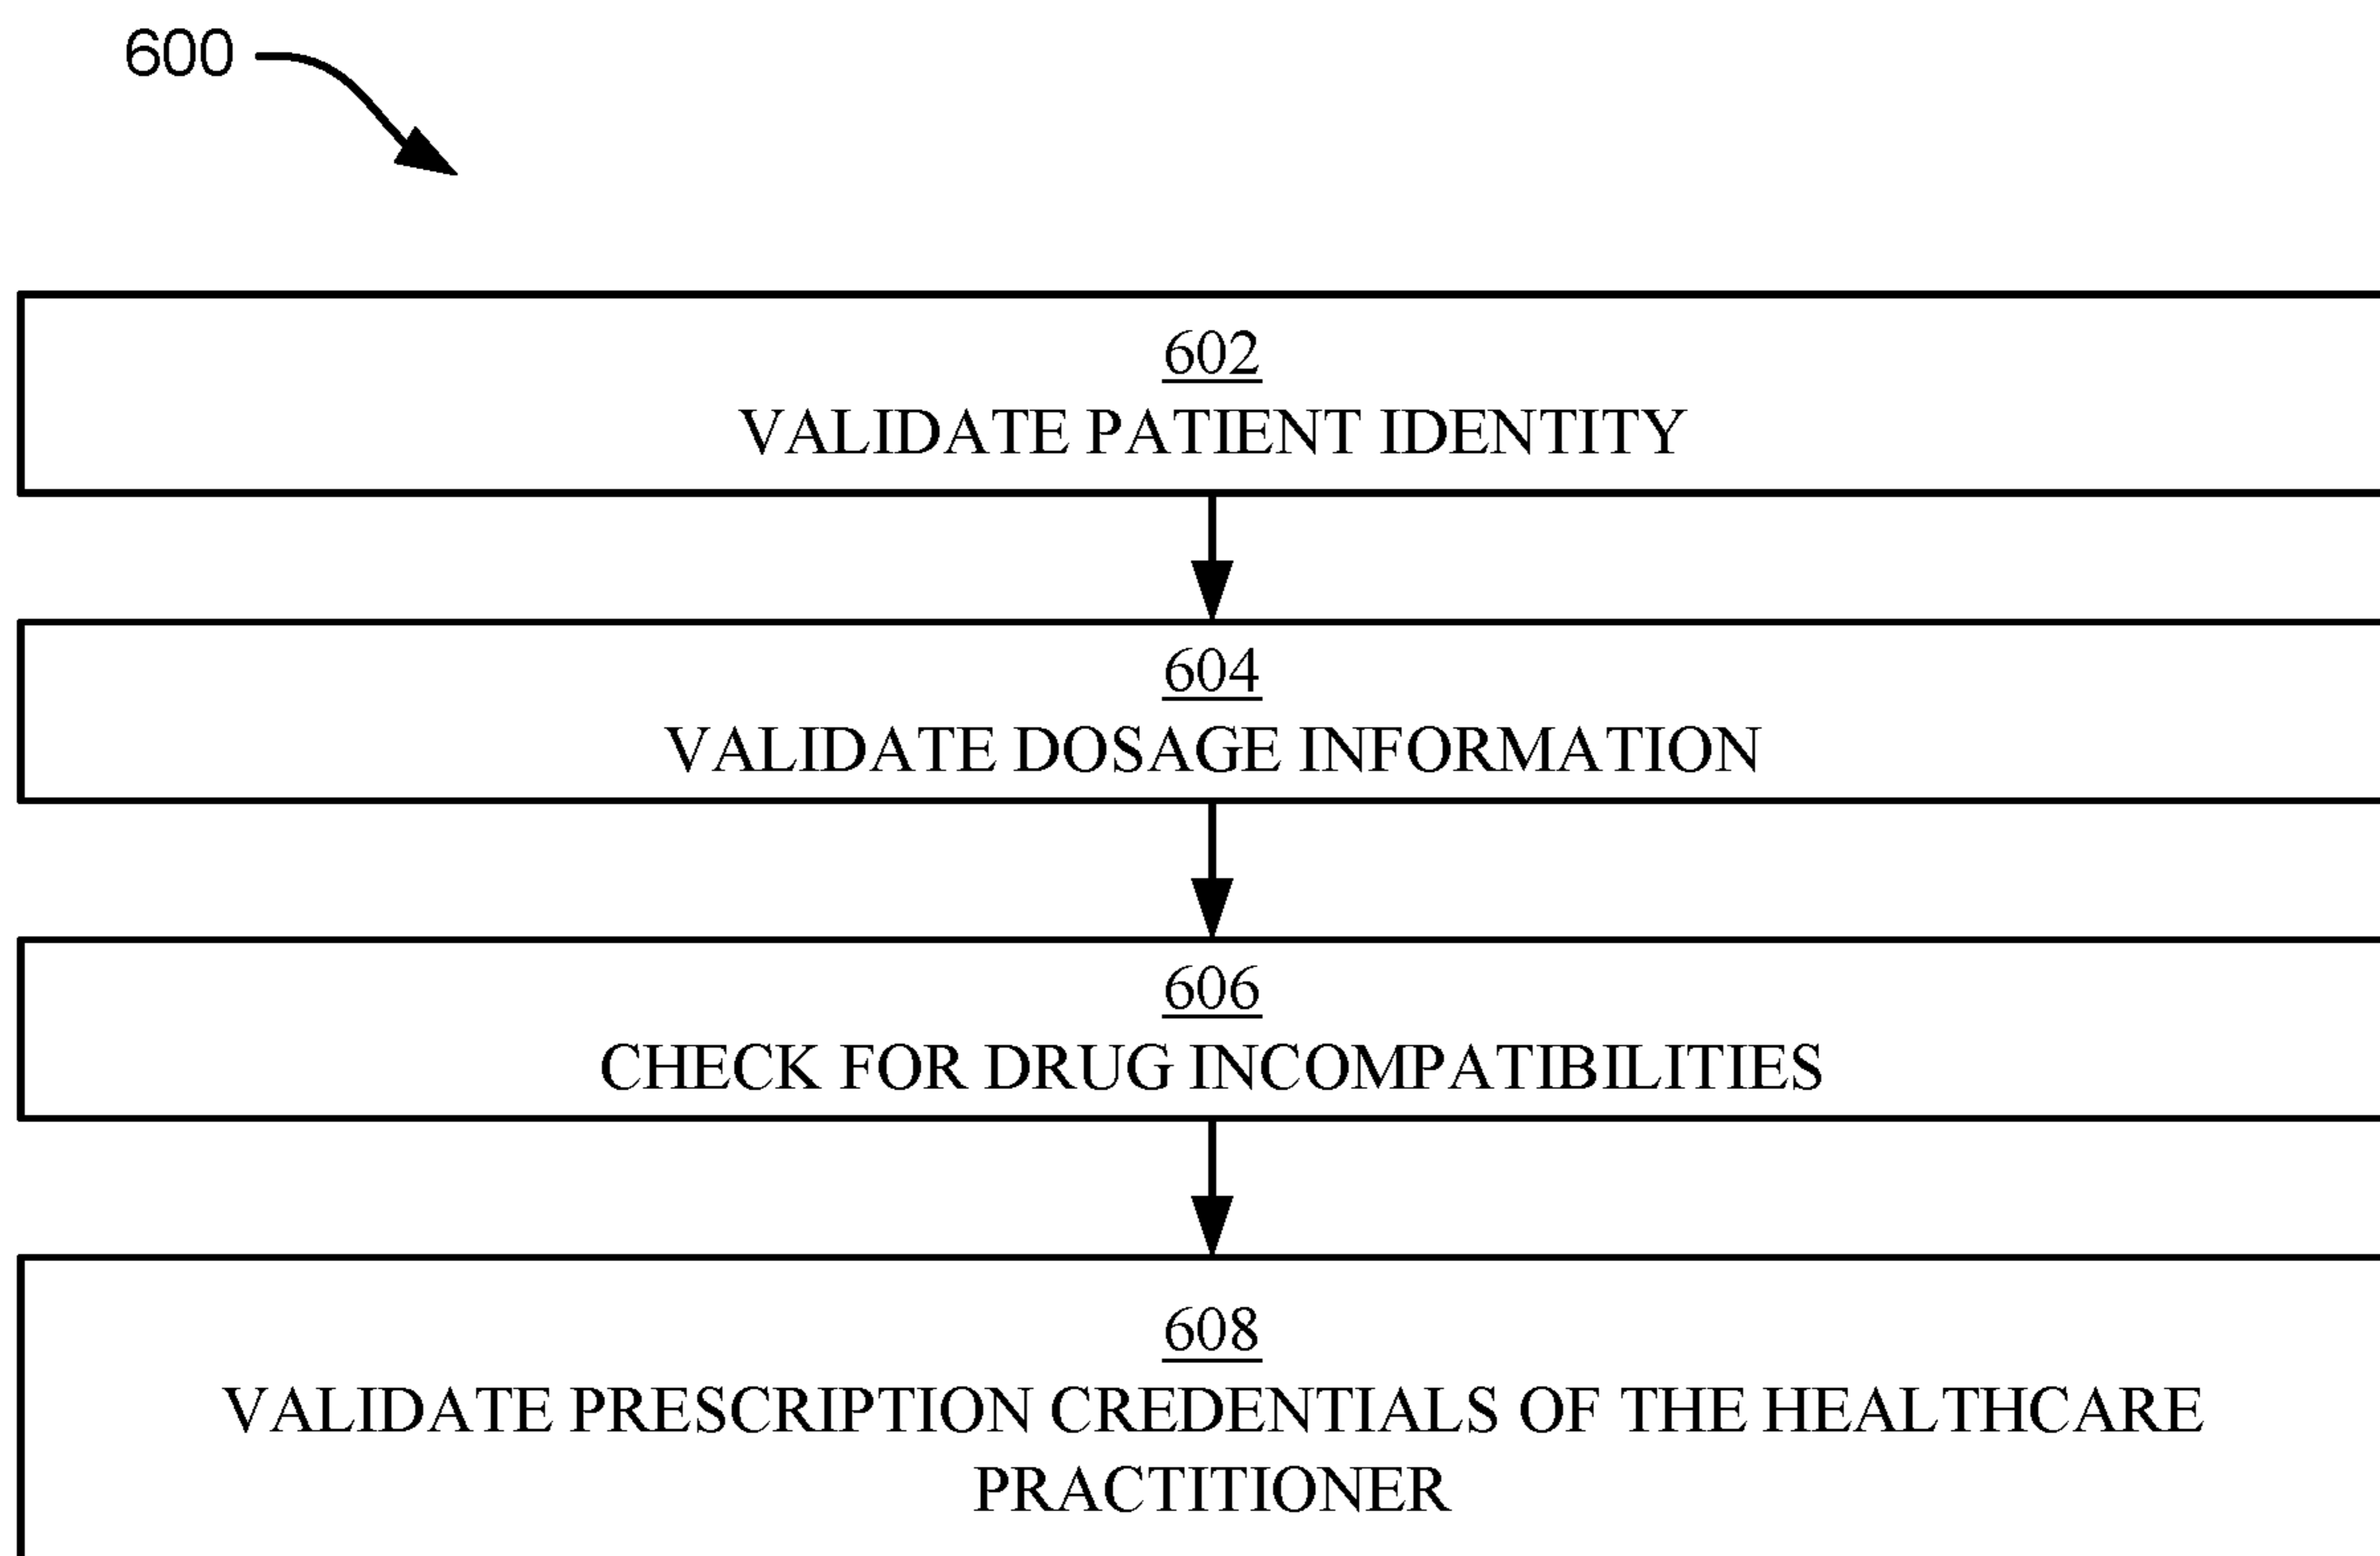 600
602
VALIDATE PATIENT IDENTITY
604
VALIDATE DOSAGE INFORMATION
606
CHECK FOR DRUG INCOMPATIBILITIES
608
VALIDATE PRESCRIPTION CREDENTIALS OF THE HEALTHCARE
PRACTITIONER